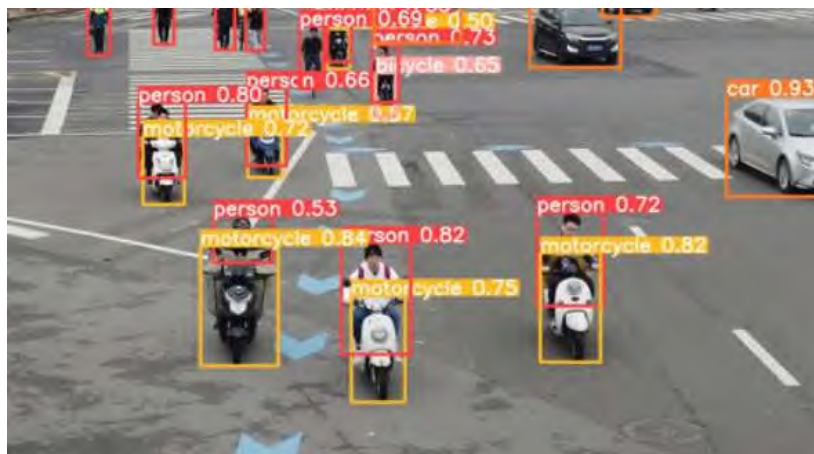 person 0.69
e 0.50
person 0.73
bicycle 0.65
person 0.66
person 0.80
car 0.93
motorcycle 0.57
motorcycle 0.72
person 0.53
person 0.72
motorcycle 0.84
rson 0.82
motorcycle 0.82
motorcycle 0.75